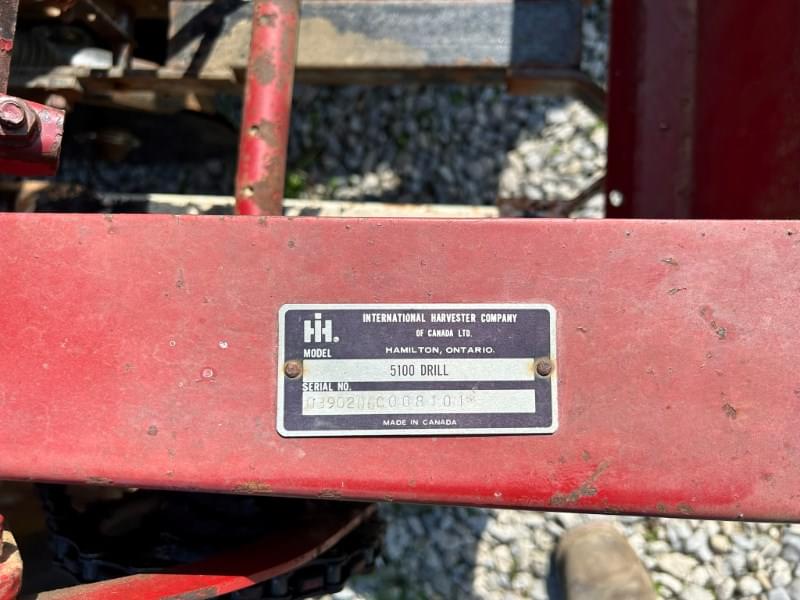 IH.
INTERNATIONAL HARVESTER COMPANY
OF CANADA LTD.
MODEL
HAMILTON, ONTARIO.
5100 DRILL
SERIAL NO.
MADE IN CANADA